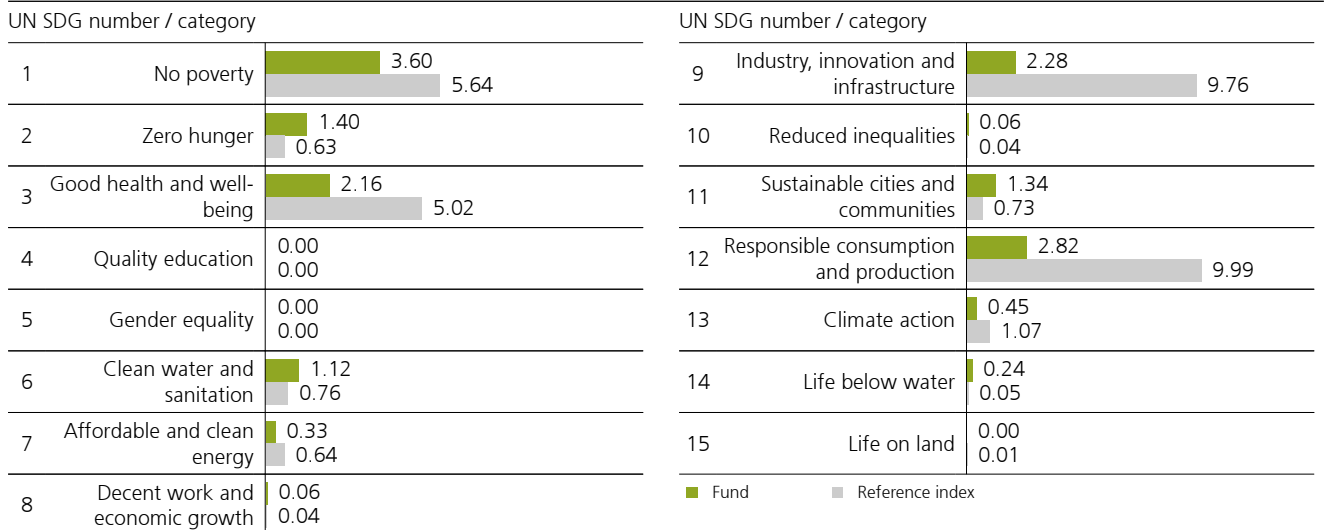 UN SDG number / category
1 No poverty 3.60
5.64
2 Zero hunger 1.40
0.63
3 Good health and well-
being 2.16
5.02
4 Quality education 0.00
0.00
5 Gender equality 0.00
0.00
6 Clean water and
sanitation 1.12
0.76
7 Affordable and clean
energy 0.33
0.64
8 Decent work and
economic growth 0.06
0.04
UN SDG number / category
9 Industry, innovation and
infrastructure 2.28
9.76
10 Reduced inequalities 0.06
0.04
11 Sustainable cities and
communities 1.34
0.73
12 Responsible consumption
and production 2.82
9.99
13 Climate action 0.45
1.07
14 Life below water 0.24
0.05
15 Life on land 0.00
0.01
Fund Reference index